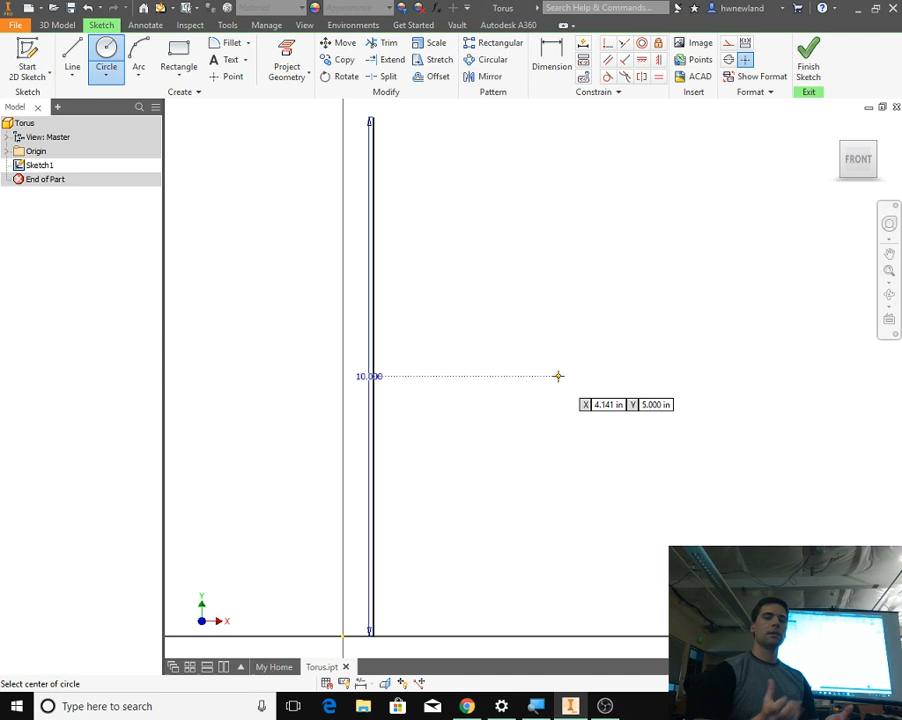 Material
Appearance
Torus
Search Help & Commands...
hwnewland
File
3D Model
Sketch
Annotate
Inspect
Tools
Manage
View
Environments
Get Started
Vault
Autodesk A360
Start
2D Sketch
Line
Circle
Arc
Rectangle
Fillet
Text
Point
Project
Geometry
Move
Copy
Rotate
Trim
Extend
Split
Scale
Stretch
Offset
Rectangular
Circular
Mirror
Dimension
Image
Points
ACAD
Show Format
Finish
Sketch
Sketch
Create
Modify
Pattern
Constrain
Insert
Format
Exit
Model
Torus
View: Master
Origin
Sketch1
End of Part
FRONT
10.000
X 4.141 in Y 5.000 in
Y
X
My Home
Torus.ipt
Select center of circle
Type here to search